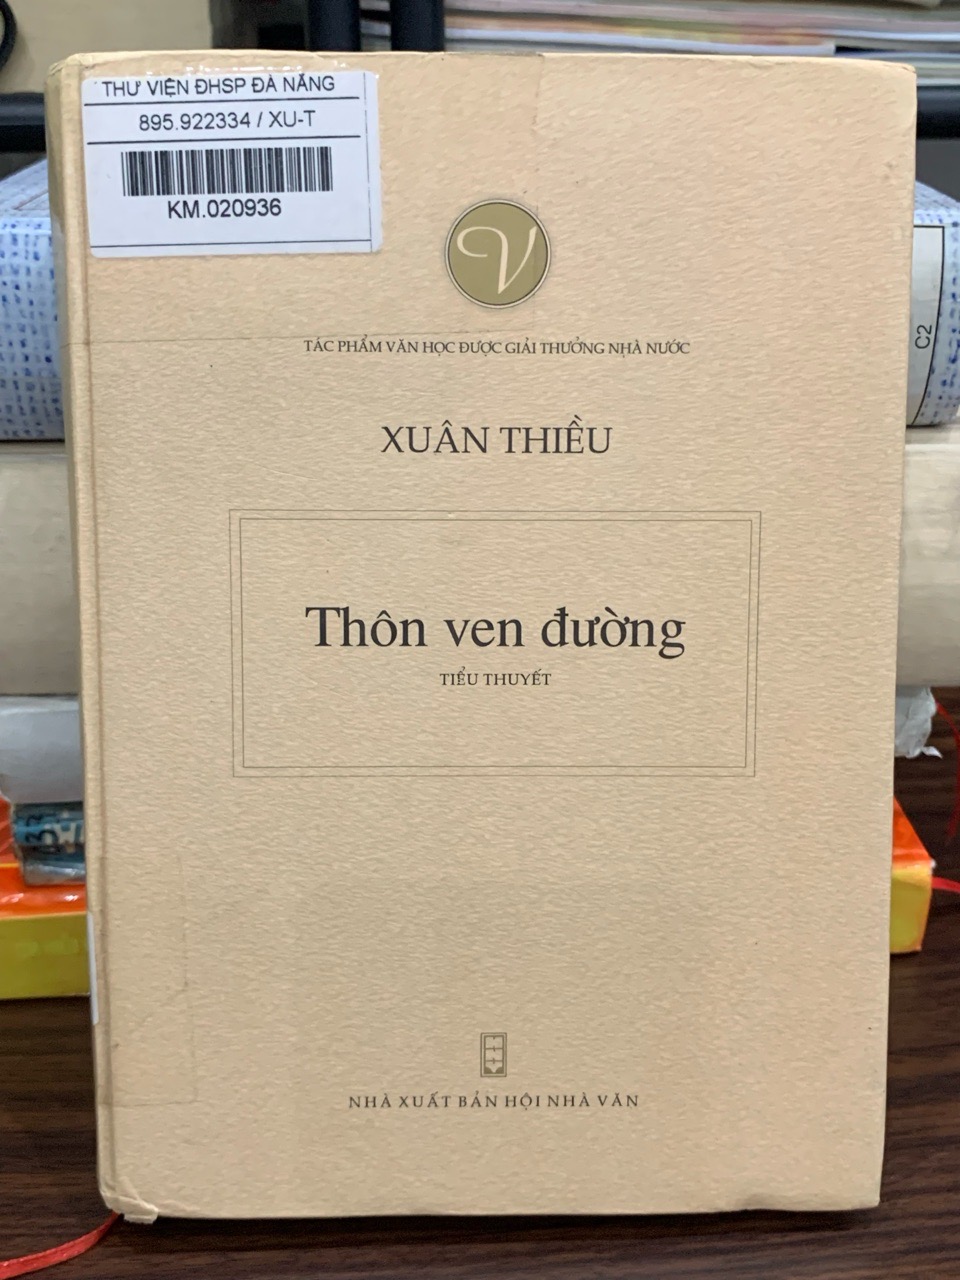 THƯ VIỆN ĐHSP ĐÀ NẴNG
895.922334 / XU-T
KM.020936
V
TÁC PHẨM VĂN HỌC ĐƯỢC GIẢI THƯỞNG NHÀ NƯỚC
XUÂN THIỀU
Thôn ven đường
TIỂU THUYẾT
NHÀ XUẤT BẢN HỘI NHÀ VĂN
C2